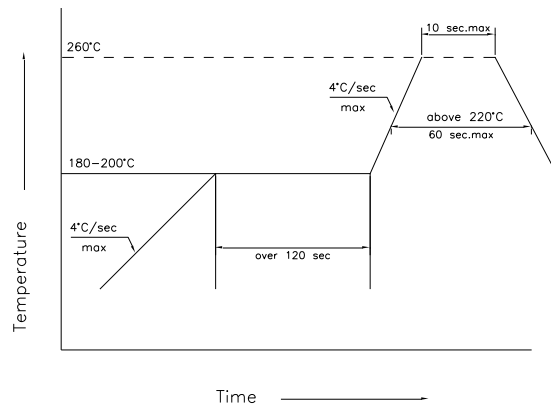 10 sec.max
260°C
4°C/sec
max
above 220°C
60 sec.max
180-200°C
4°C/sec
max
over 120 sec
Temperature
Time